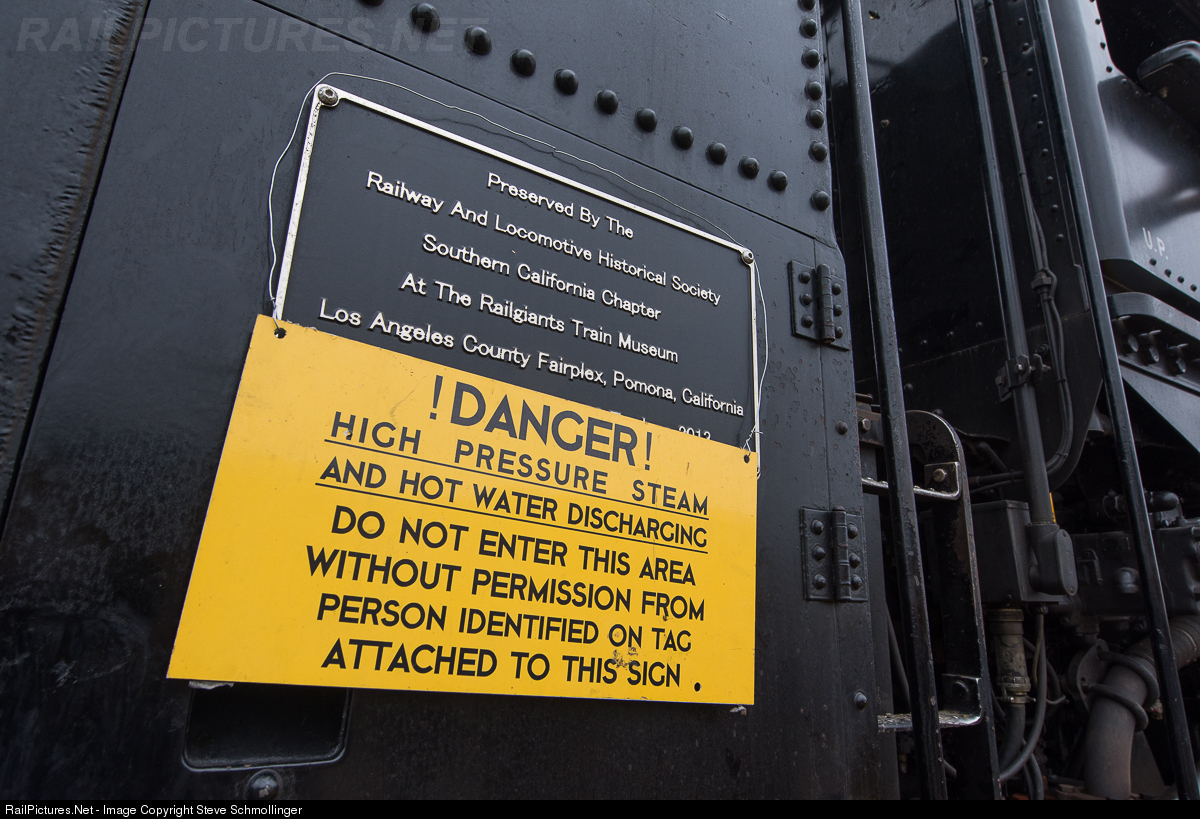 RAILPICTURES.NET
Preserved By The
Railway And Locomotive Historical Society
Southern California Chapter
At The Railgiants Train Museum
Los Angeles County Fairplex, Pomona, California
! DANGER !
HIGH PRESSURE STEAM
AND HOT WATER DISCHARGING
DO NOT ENTER THIS AREA
WITHOUT PERMISSION FROM
PERSON IDENTIFIED ON TAG
ATTACHED TO THIS SIGN .
U.P.
RailPictures.Net - Image Copyright Steve Schmollinger